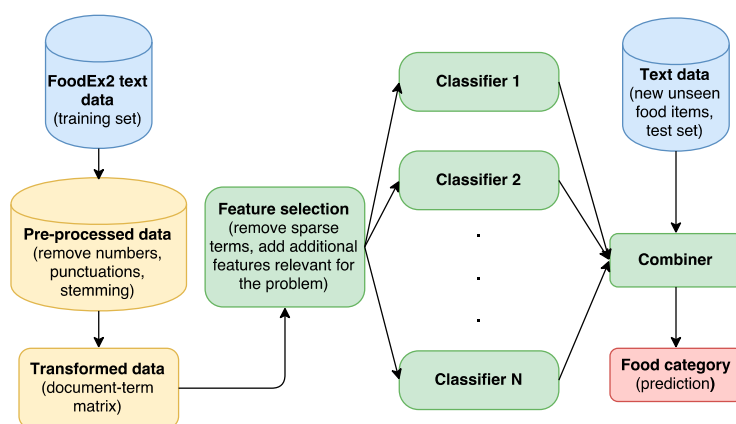 FoodEx2 text
data
(training set)
Pre-processed data
(remove numbers,
punctuations,
stemming)
Transformed data
(document-term
matrix)
Feature selection
(remove sparse
terms, add additional
features relevant for
the problem)
Classifier 1
Classifier 2
.
.
.
Classifier N
Text data
(new unseen
food items,
test set)
Combiner
Food category
(prediction)